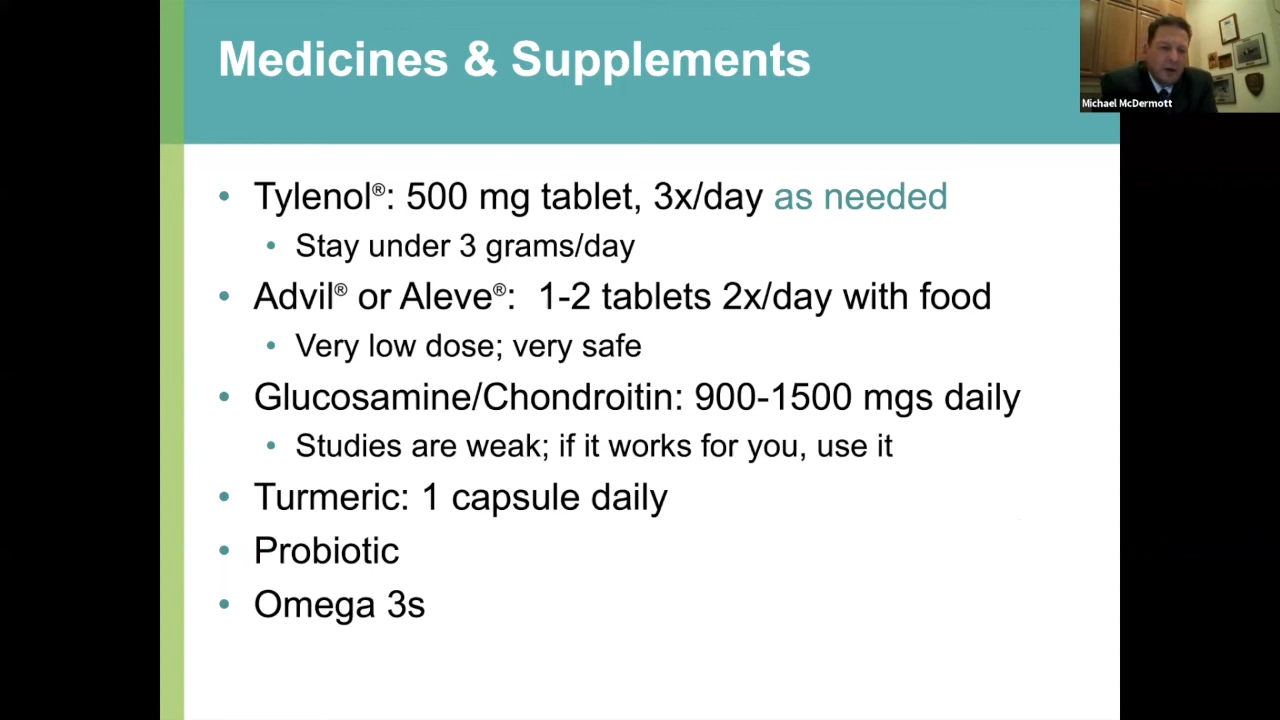 Medicines & Supplements
Michael McDermott
• Tylenol®: 500 mg tablet, 3x/day as needed
• Stay under 3 grams/day
• Advil® or Aleve®:  1-2 tablets 2x/day with food
• Very low dose; very safe
• Glucosamine/Chondroitin: 900-1500 mgs daily
• Studies are weak; if it works for you, use it
• Turmeric: 1 capsule daily
• Probiotic
• Omega 3s